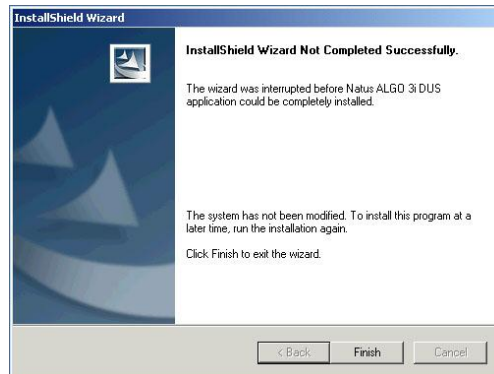 InstallShield Wizard
InstallShield Wizard Not Completed Successfully.
The wizard was interrupted before Natus ALGO 3i DUS
application could be completely installed.
The system has not been modified. To install this program at a
later time, run the installation again.
Click Finish to exit the wizard.
< Back
Finish
Cancel